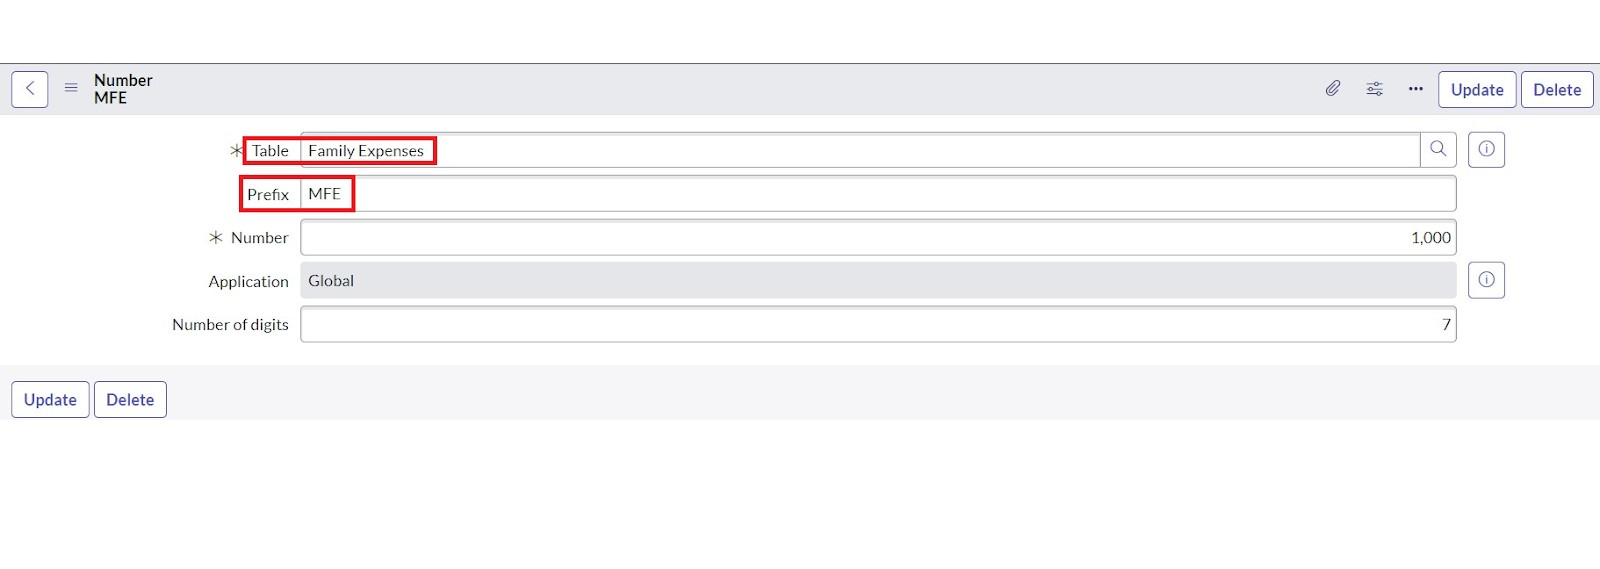 Number
MFE
Update Delete
Table Family Expenses
Prefix MFE
Number 1,000
Application Global
Number of digits 7
Update Delete